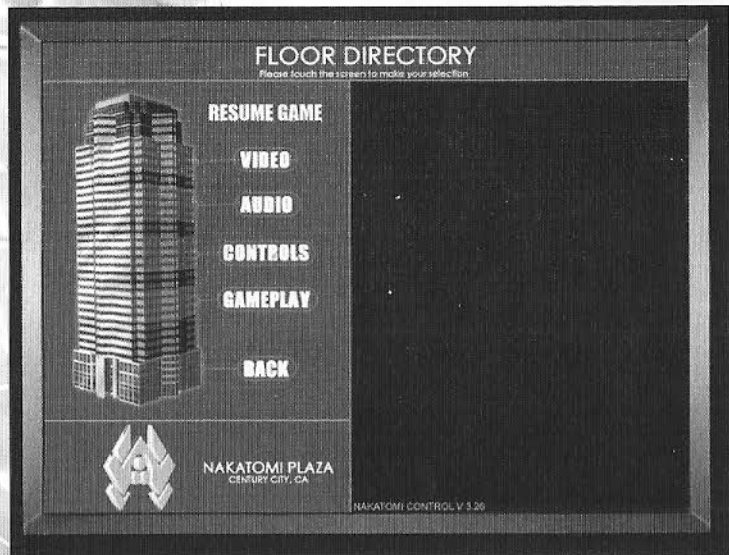 FLOOR DIRECTORY
Please touch the screen to make your selection
RESUME GAME
VIDEO
AUDIO
CONTROLS
GAMEPLAY
BACK
NAKATOMI PLAZA
CENTURY CITY, CA
NAKATOMI CONTROL V 3.26